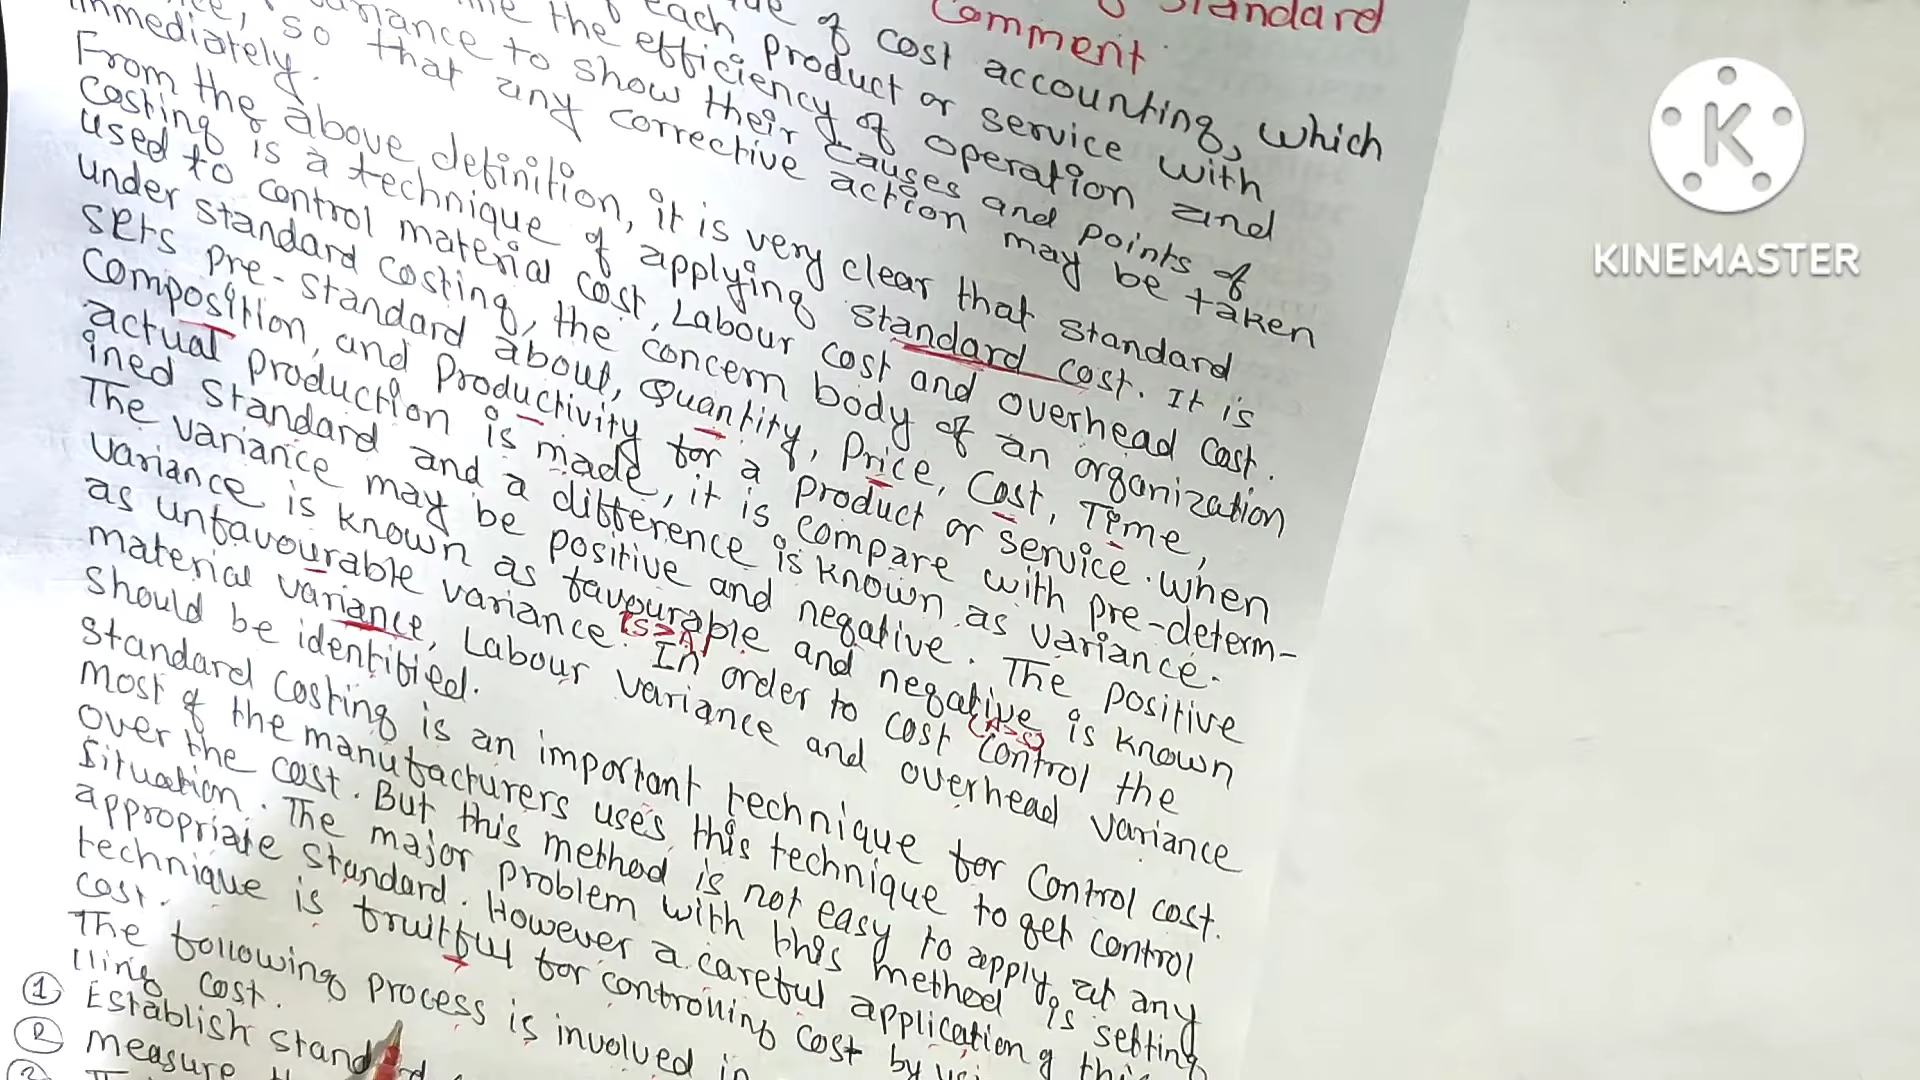 Standard
Comment
of cost accounting, which
each product or service with
the efficiency of operation and
variance to show their causes and points of
so that any corrective action may be taken
immediately.
From the above definition, it is very clear that standard
costing is a technique of applying standard cost. It is
used to control material cost, Labour cost and overhead cost.
under standard costing, the concern body of an organization
sets pre-standard about, Quantity, Price, Cost, Time,
Composition, and Productivity for a product or service. When
actual production is made, it is compare with pre-determ-
ined standard and a difference is known as variance.
The variance may be positive and negative. The positive
variance is known as favourable and negative is known
(S>A)
(A>S)
as unfavourable variance. In order to cost control the
material variance, Labour variance and overhead variance
should be identified.
Standard costing is an important technique for control cost.
most of the manufacturers uses this technique to get control
over the cost. But this method is not easy to apply at any
situation. The major problem with this method is setting
appropriate standard. However a careful application of this
technique is fruitful for controlling cost by
cost.
The following process is involved in
lling cost.
① Establish standard
② measure
KINEMASTER
K